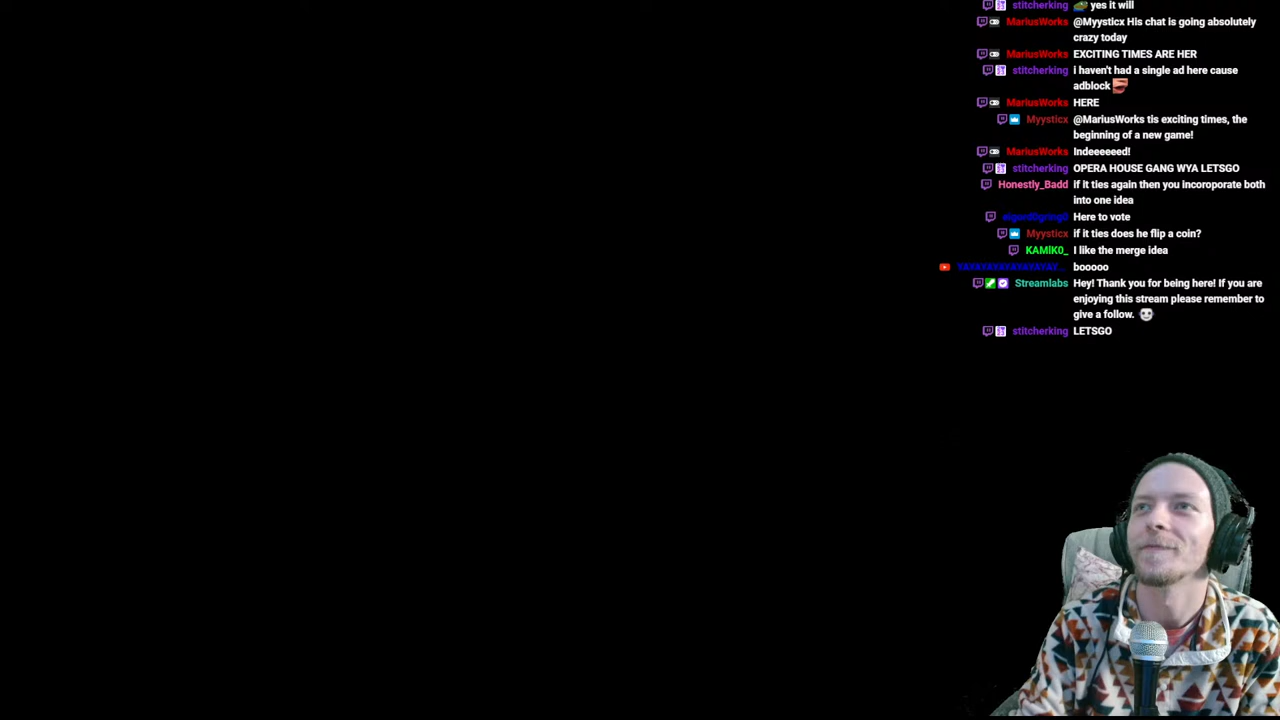 stitcherking yes it will
MariusWorks @Myysticx His chat is going absolutely
crazy today
MariusWorks EXCITING TIMES ARE HER
stitcherking i haven't had a single ad here cause
adblock
MariusWorks HERE
Myysticx @MariusWorks tis exciting times, the
beginning of a new game!
MariusWorks Indeeeeed!
stitcherking OPERA HOUSE GANG WYA LETSGO
Honestly_Badd if it ties again then you incoroporate both
into one idea
Here to vote
Myysticx if it ties does he flip a coin?
KAMIK0_ I like the merge idea
booooo
Streamlabs Hey! Thank you for being here! If you are
enjoying this stream please remember to
give a follow.
stitcherking LETSGO